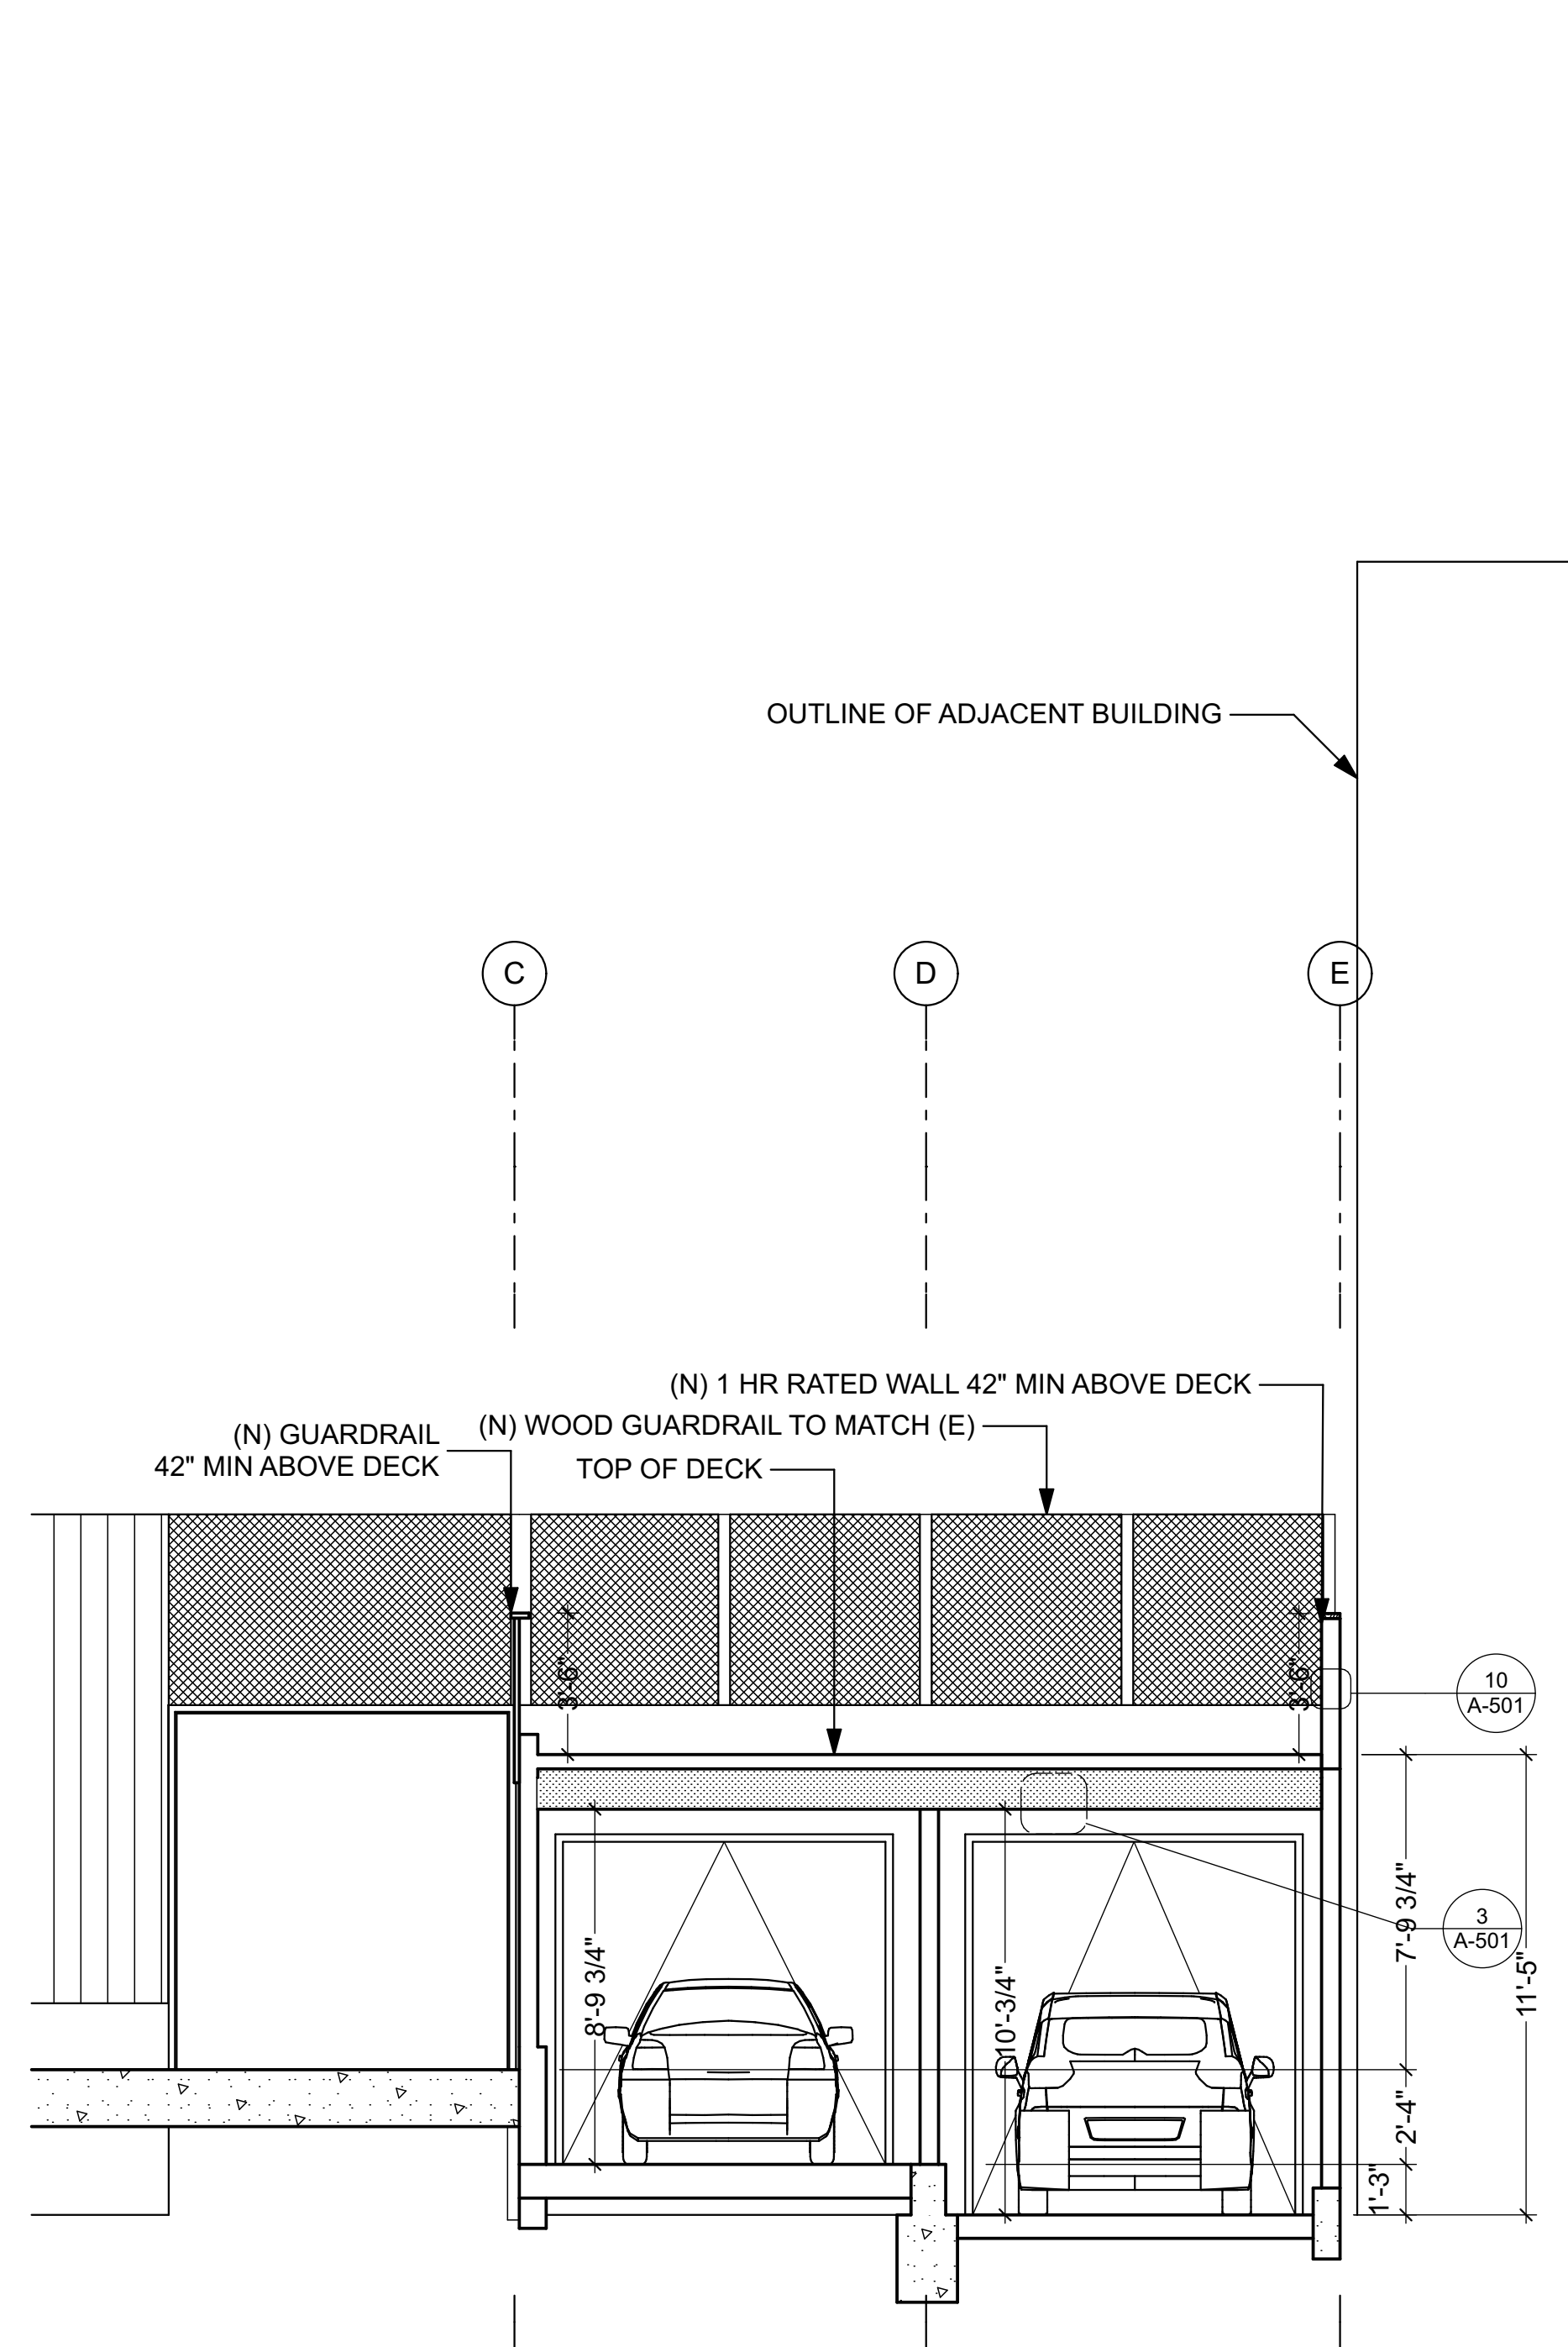 OUTLINE OF ADJACENT BUILDING
C
D
E
(N) 1 HR RATED WALL 42" MIN ABOVE DECK
(N) WOOD GUARDRAIL TO MATCH (E)
(N) GUARDRAIL
42" MIN ABOVE DECK
TOP OF DECK
3'-6"
3'-6"
10
A-501
8'-9 3/4"
10'-3/4"
7'-9 3/4"
3
A-501
11'-5"
2'-4"
1'-3"